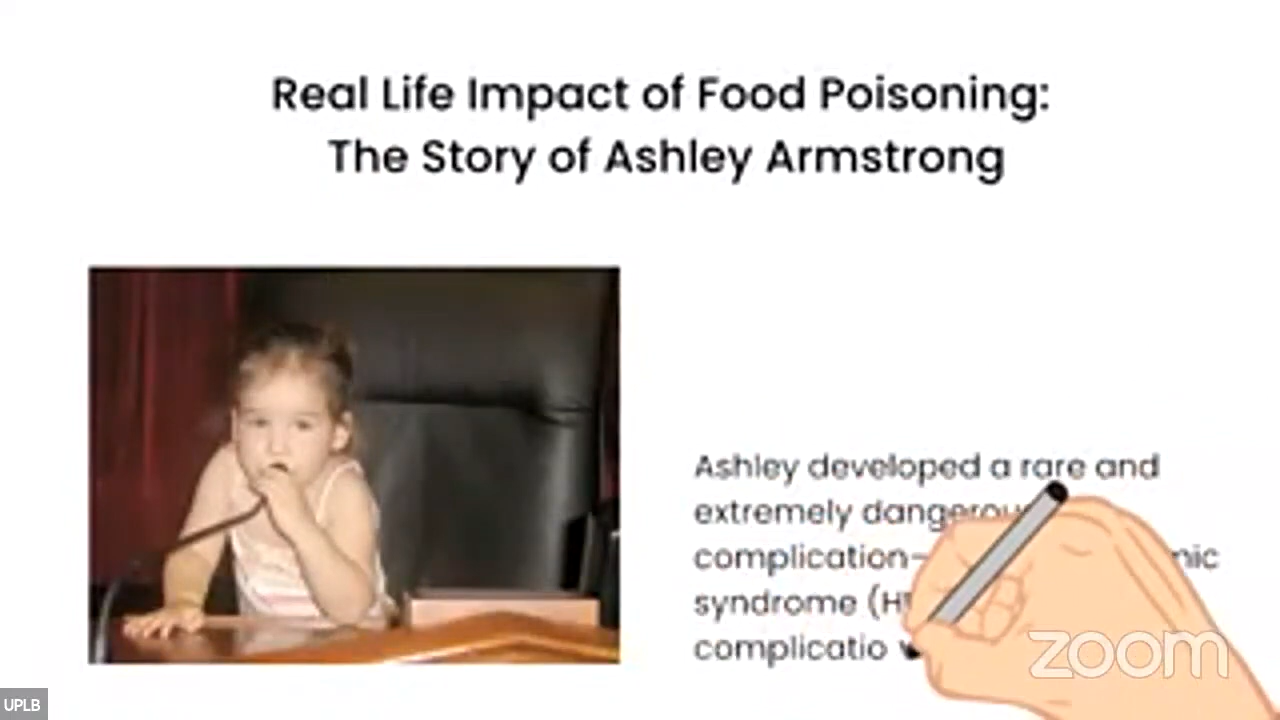 Real Life Impact of Food Poisoning:
The Story of Ashley Armstrong
Ashley developed a rare and
extremely
complication-
syndrome
complicatio
zoom
UPLB